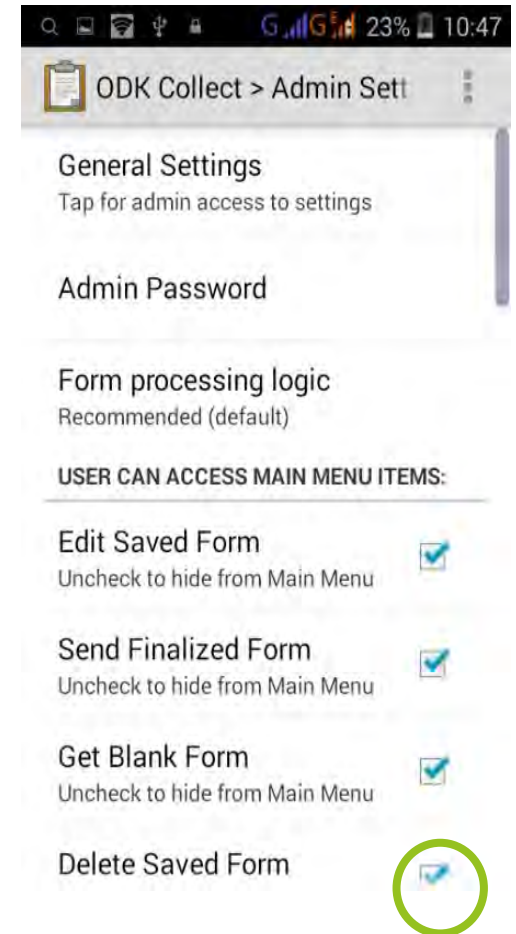 G G E 23% 10:47
ODK Collect > Admin Sett
General Settings
Tap for admin access to settings
Admin Password
Form processing logic
Recommended (default)
USER CAN ACCESS MAIN MENU ITEMS:
Edit Saved Form
Uncheck to hide from Main Menu
Send Finalized Form
Uncheck to hide from Main Menu
Get Blank Form
Uncheck to hide from Main Menu
Delete Saved Form